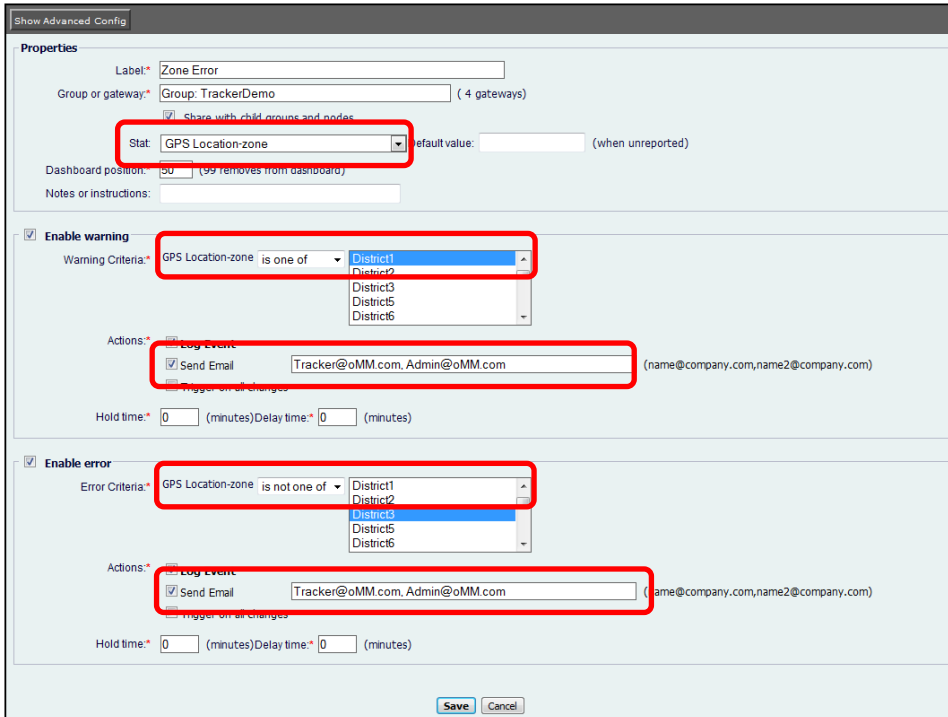 Show Advanced Config
Properties
Label:* Zone Error
Group or gateway:* Group: TrackerDemo ( 4 gateways)
Share with child groups and nodes
Stat: GPS Location-zone Default value: (when unreported)
Dashboard position:* 50 (99 removes from dashboard)
Notes or instructions:
Enable warning
Warning Criteria:* GPS Location-zone is one of District1
District2
District3
District5
District6
Actions:* Log Event
Send Email Tracker@oMM.com, Admin@oMM.com (name@company.com,name2@company.com)
Trigger on all changes
Hold time:* 0 (minutes)Delay time:* 0 (minutes)
Enable error
Error Criteria:* GPS Location-zone is not one of District1
District2
District3
District5
District6
Actions:* Log Event
Send Email Tracker@oMM.com, Admin@oMM.com (name@company.com,name2@company.com)
Trigger on all changes
Hold time:* 0 (minutes)Delay time:* 0 (minutes)
Save Cancel